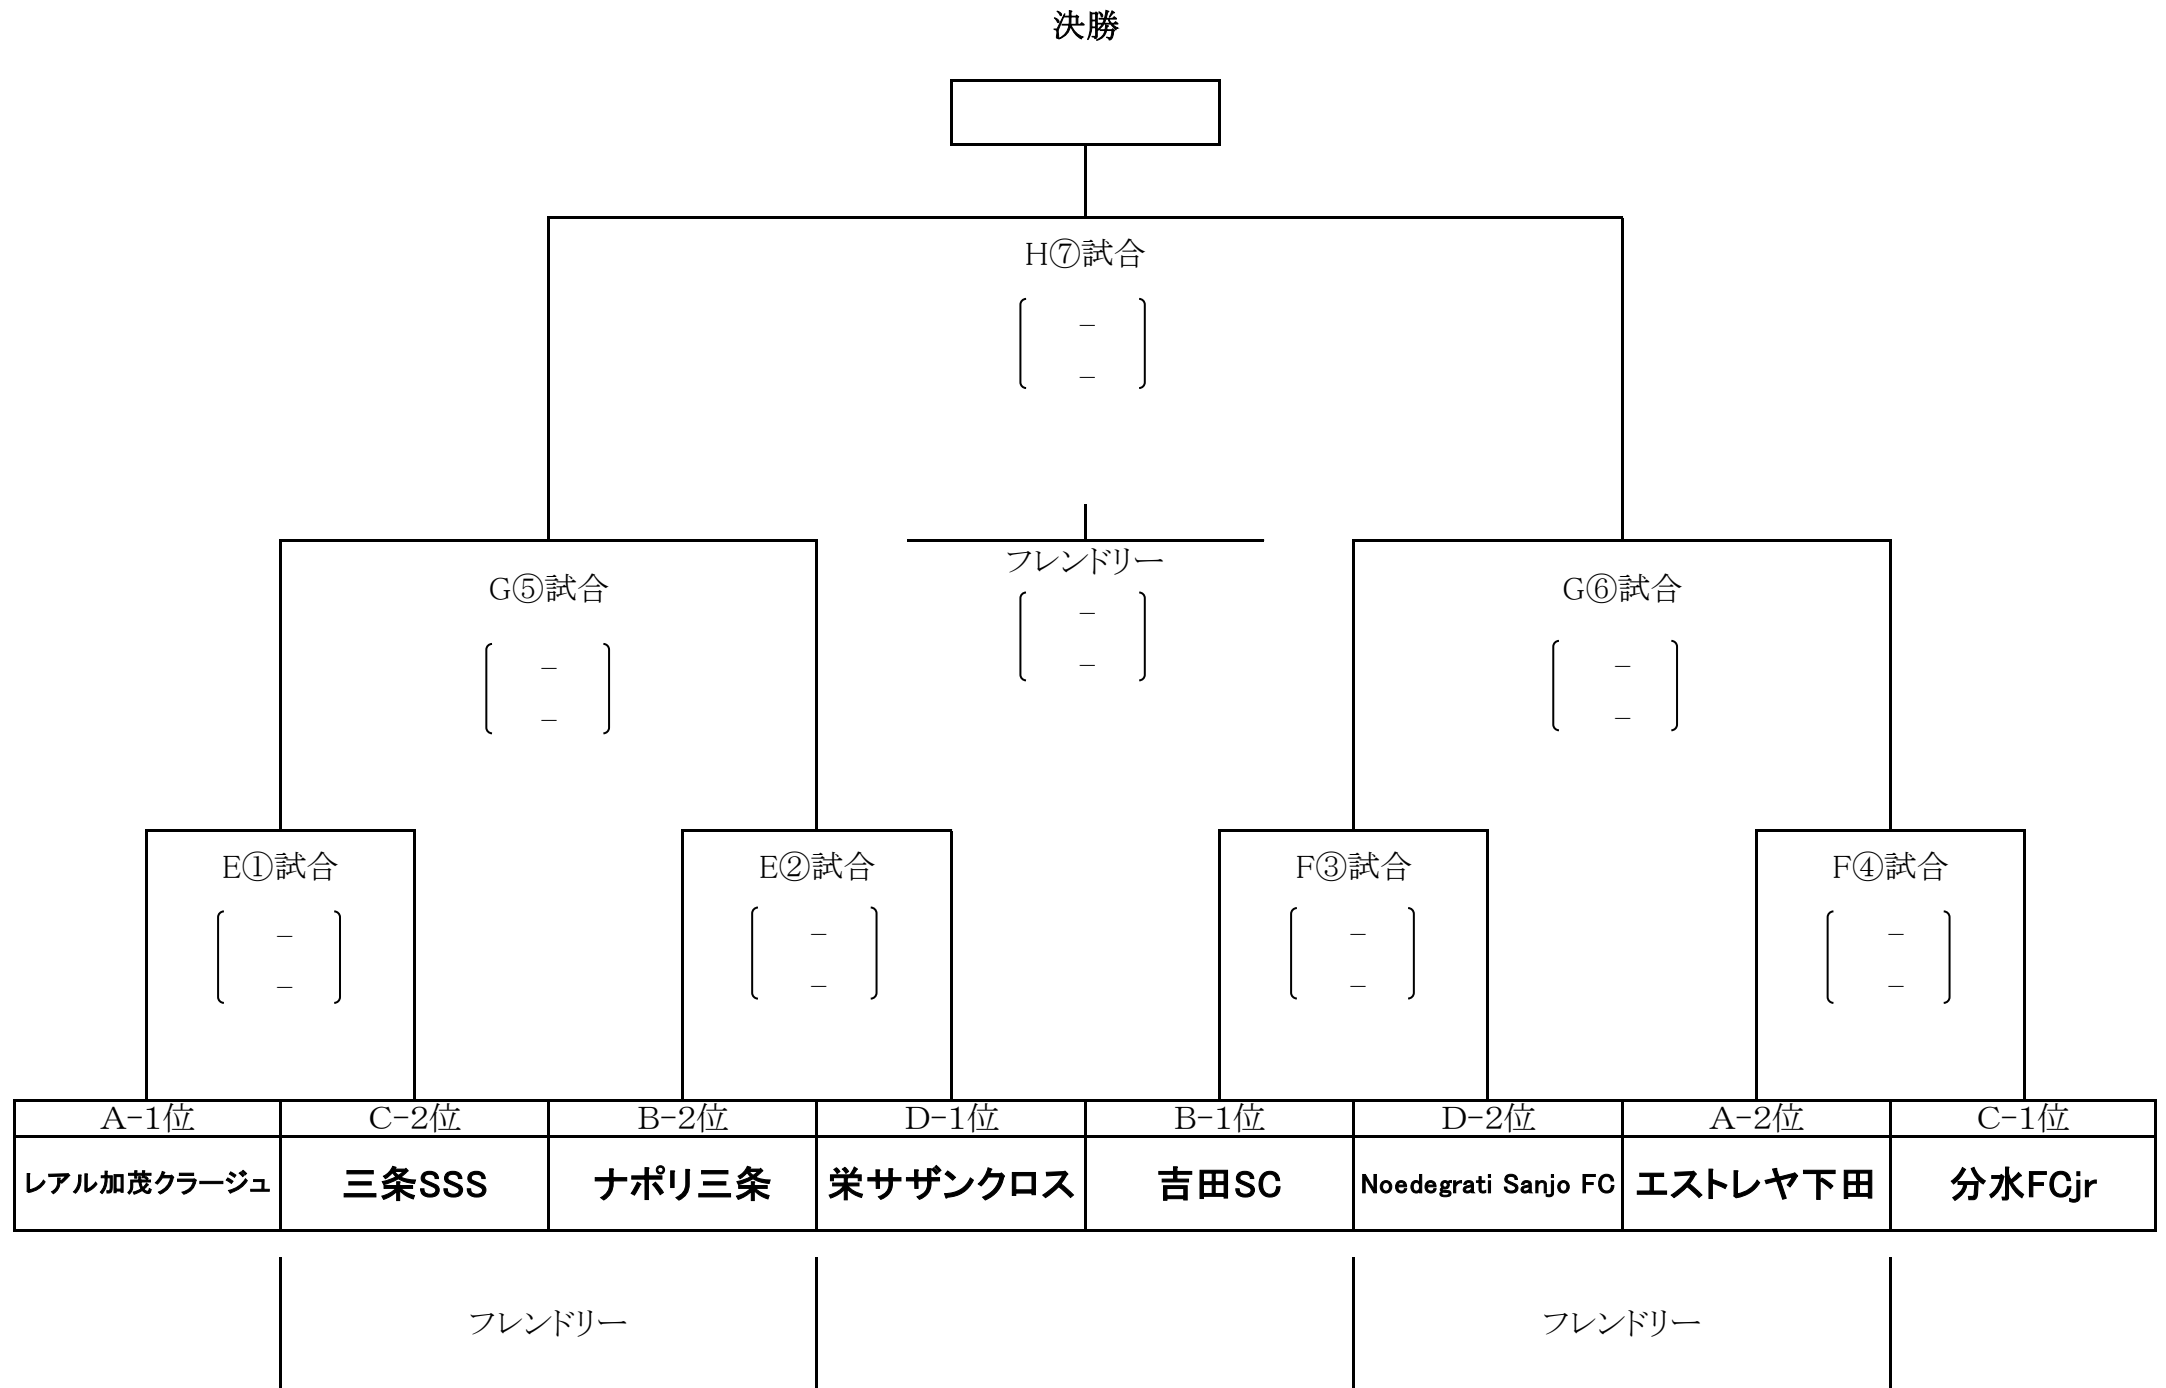 決勝
H⑦試合
-
-
フレンドリー
G⑤試合
G⑥試合
-
-
-
-
-
-
E①試合
E②試合
F③試合
F④試合
-
-
-
-
-
-
-
-
A-1位 C-2位 B-2位 D-1位 B-1位 D-2位 A-2位 C-1位
レアル加茂クラージュ 三条SSS ナポリ三条 栄サザンクロス 吉田SC Noedegrati Sanjo FC エストレヤ下田 分水FCjr
フレンドリー フレンドリー